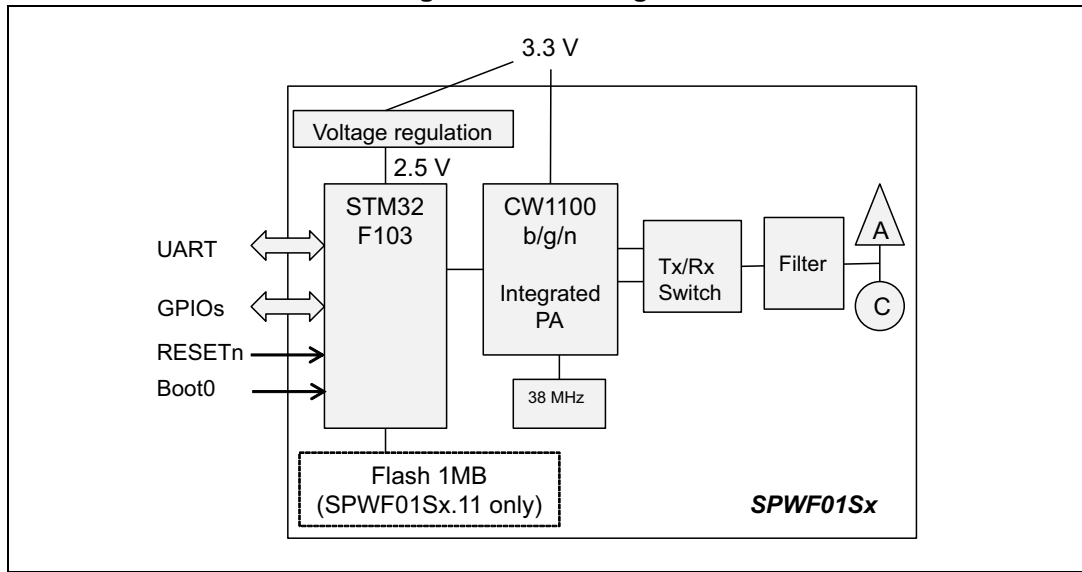 3.3 V
Voltage regulation
2.5 V
STM32
F103
CW1100
b/g/n
Integrated
PA
Tx/Rx
Switch
Filter
A
C
UART
GPIOs
RESETn
Boot0
38 MHz
Flash 1MB
(SPWF01Sx.11 only)
SPWF01Sx